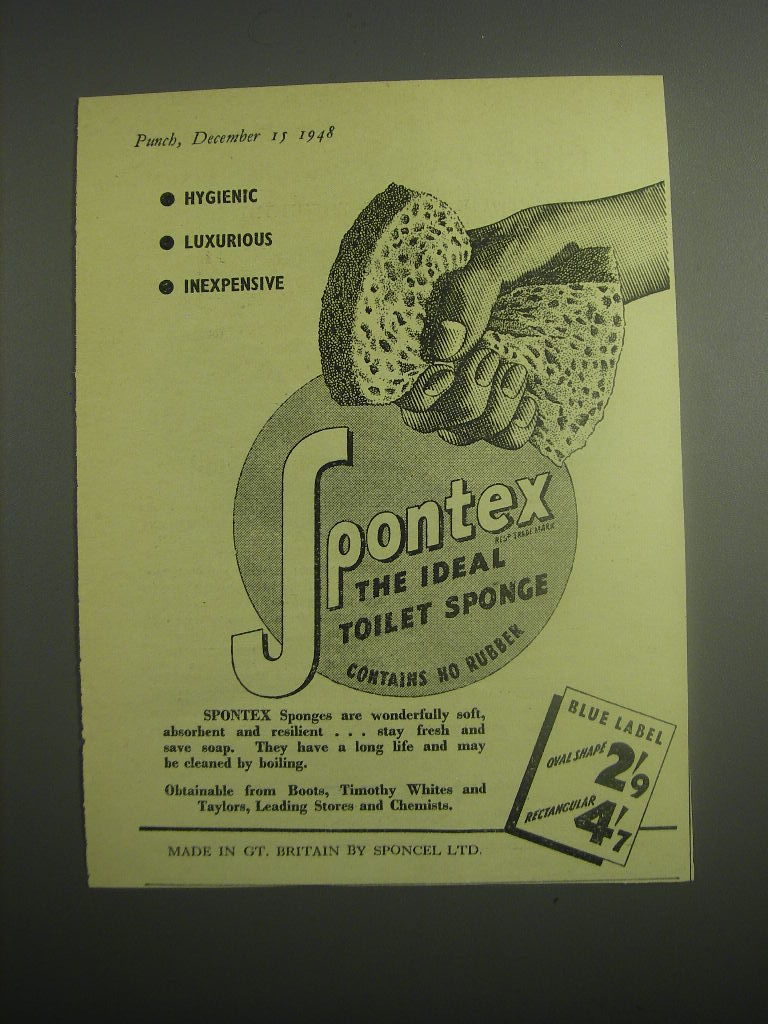 Punch, December 15 1948
● HYGIENIC
● LUXURIOUS
● INEXPENSIVE
Spontex
REGD TRADE MARK
THE IDEAL
TOILET SPONGE
CONTAINS NO RUBBER
SPONTEX Sponges are wonderfully soft,
absorbent and resilient . . . stay fresh and
save soap. They have a long life and may
be cleaned by boiling.
Obtainable from Boots, Timothy Whites and
Taylors, Leading Stores and Chemists.
BLUE LABEL
OVAL SHAPE 2'/9
RECTANGULAR 4'/7
MADE IN GT. BRITAIN BY SPONCEL LTD.